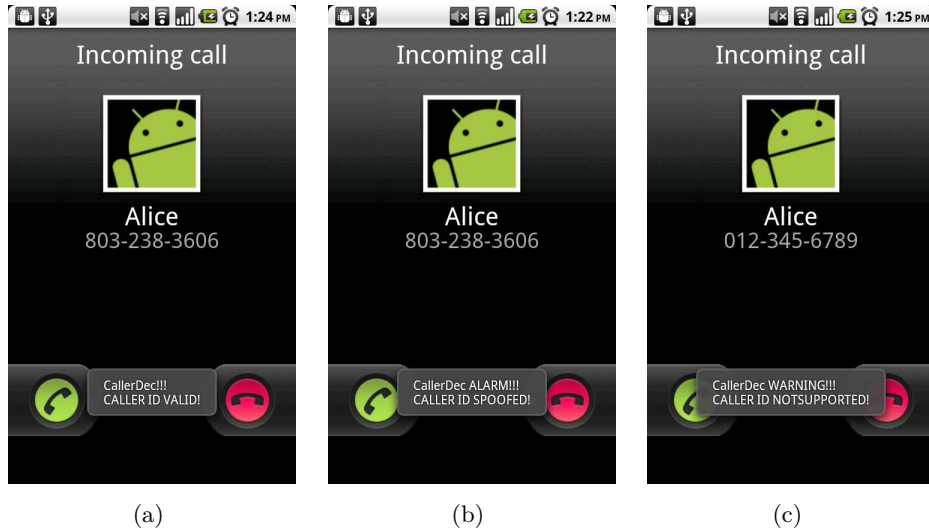 1:24 PM
Incoming call
Alice
803-238-3606
CallerDec!!!
CALLER ID VALID!
(a)
1:22 PM
Incoming call
Alice
803-238-3606
CallerDec ALARM!!!
CALLER ID SPOOFED!
(b)
1:25 PM
Incoming call
Alice
012-345-6789
CallerDec WARNING!!!
CALLER ID NOTSUPPORTED!
(c)